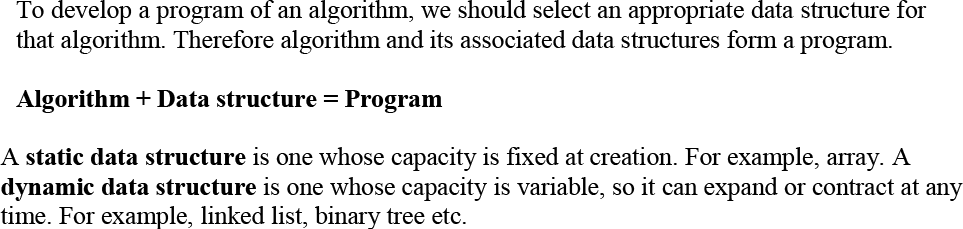 To develop a program of an algorithm, we should select an appropriate data structure for
that algorithm. Therefore algorithm and its associated data structures form a program.
Algorithm + Data structure = Program
A static data structure is one whose capacity is fixed at creation. For example, array. A
dynamic data structure is one whose capacity is variable, so it can expand or contract at any
time. For example, linked list, binary tree etc.